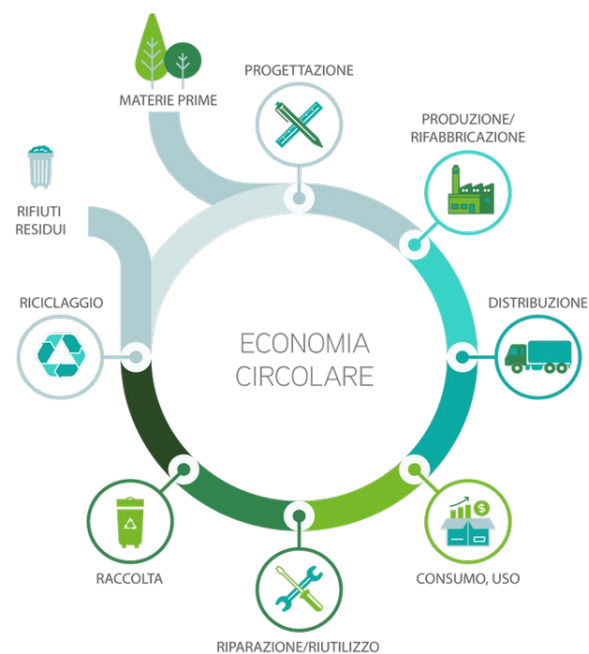 PROGETTAZIONE
MATERIE PRIME
PRODUZIONE/
RIFABBRICAZIONE
RIFIUTI
RESIDUI
RICICLAGGIO
DISTRIBUZIONE
ECONOMIA
CIRCOLARE
RACCOLTA
CONSUMO, USO
RIPARAZIONE/RIUTILIZZO
$